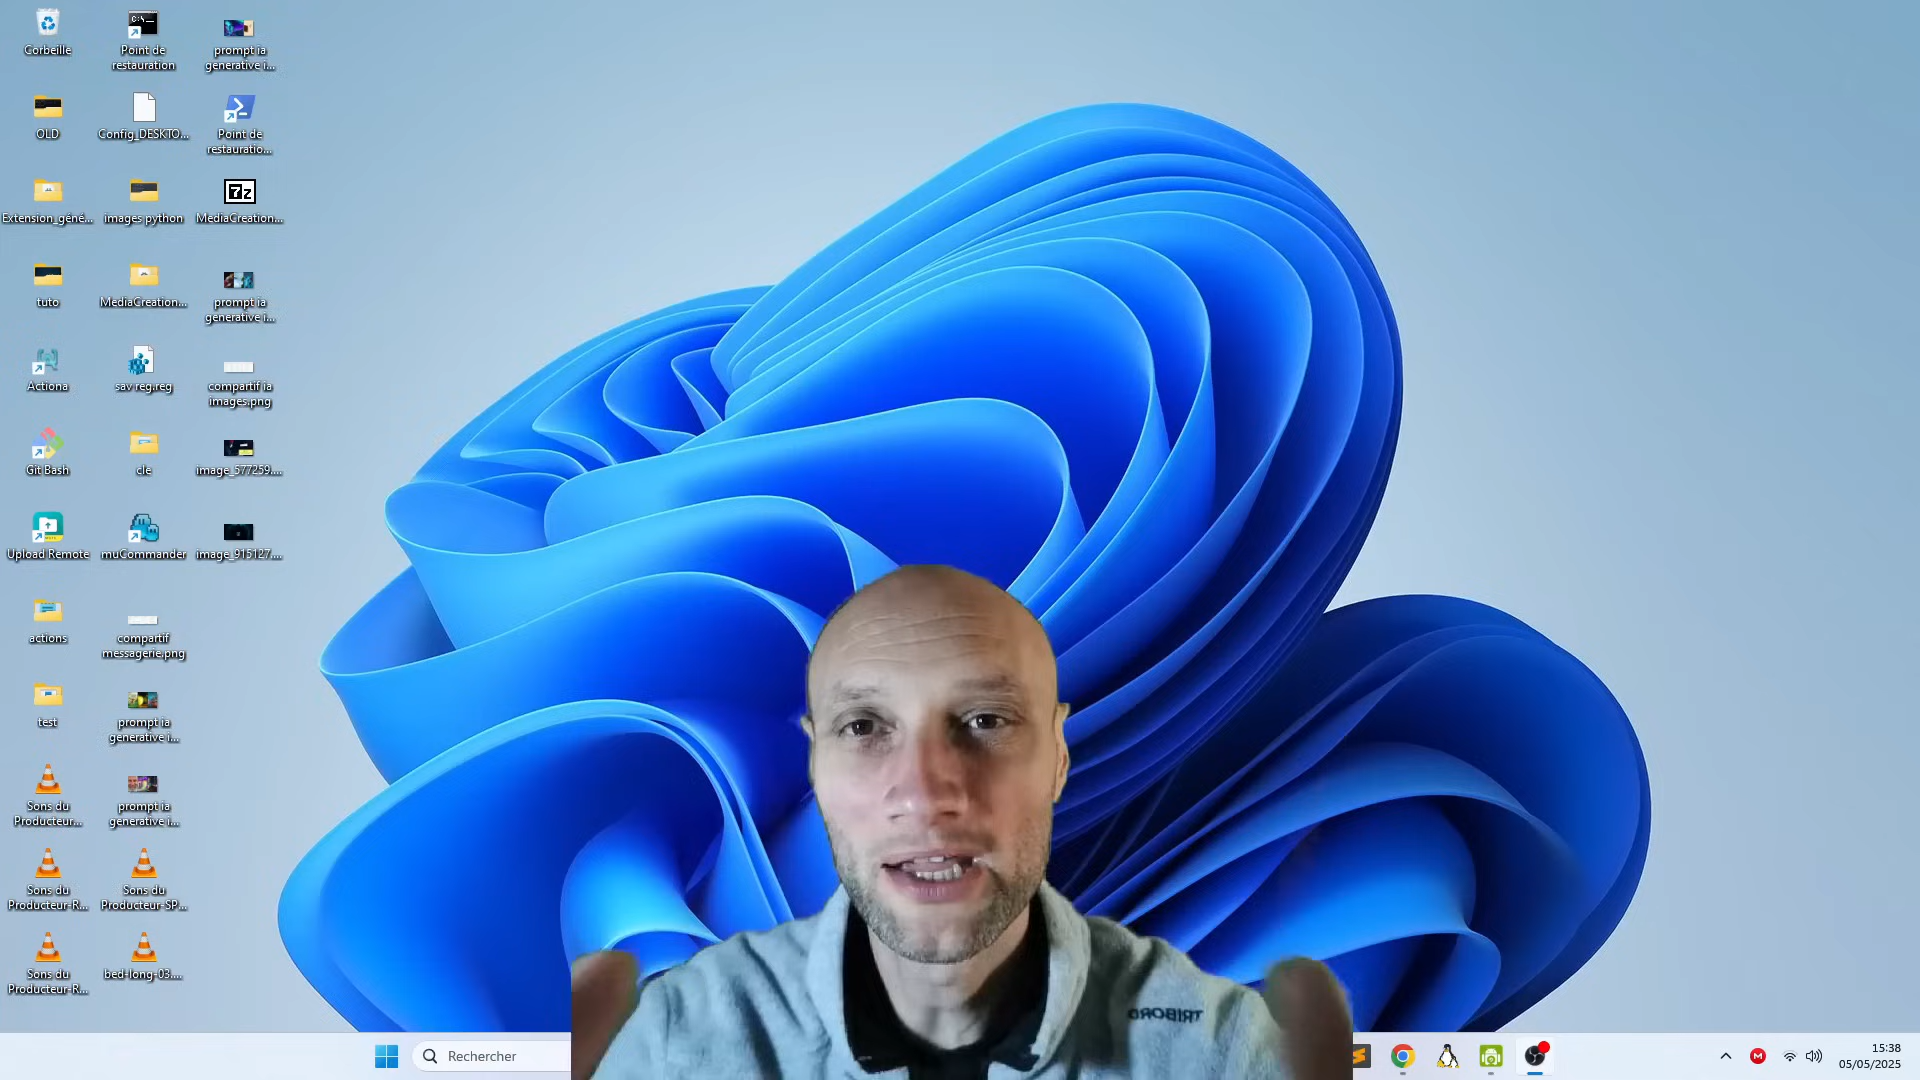 Corbeille
Point de
restauration
prompt ia
generative i...
OLD
Config_DESKTO...
Point de
restauratio...
Extension_géné...
images python
MediaCreation...
tuto
MediaCreation...
prompt ia
generative i...
Actiona
sav reg.reg
compartif ia
images.png
Git Bash
cle
image_577259....
Upload Remote
muCommander
image_915127....
actions
compartif
messagerie.png
test
prompt ia
generative i...
Sons du
Producteur...
prompt ia
generative i...
Sons du
Producteur-R...
Sons du
Producteur-SP...
Sons du
Producteur-R...
bed-long-03....
TRIBORD
Rechercher
15:38
05/05/2025